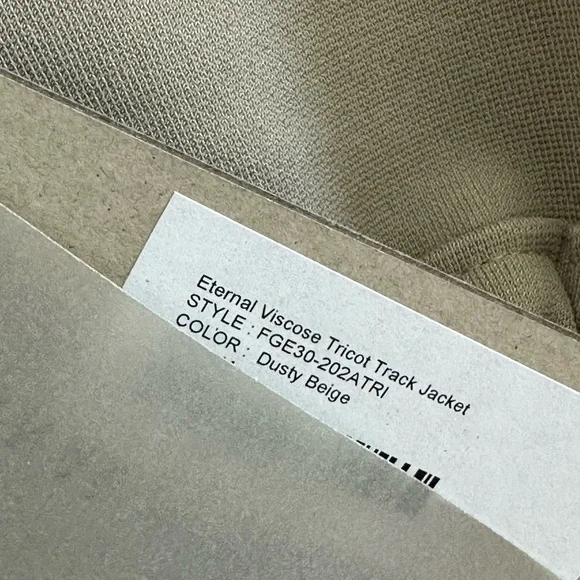 Eternal Viscose Tricot Track Jacket
STYLE : FGE30-202ATRI
COLOR : Dusty Beige